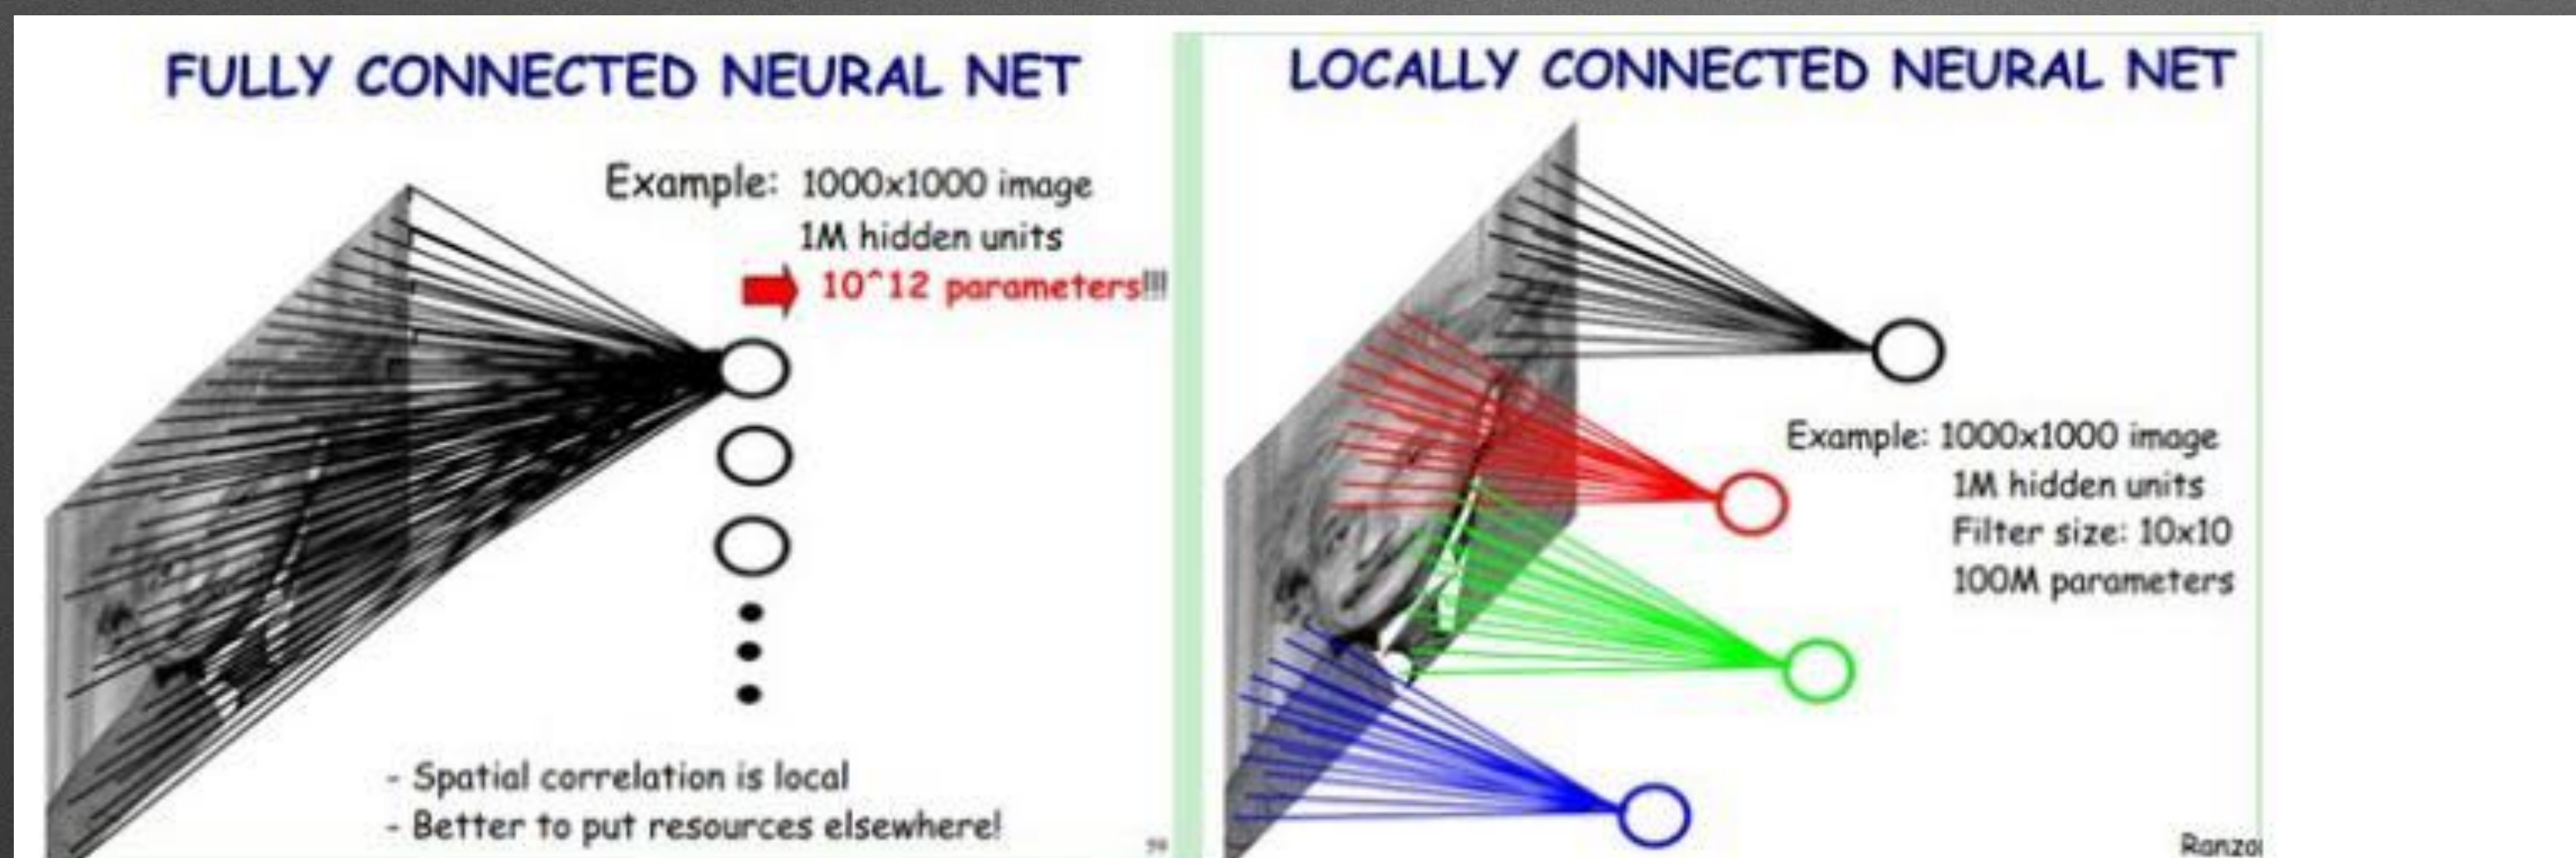 FULLY CONNECTED NEURAL NET
Example: 1000x1000 image
1M hidden units
10^12 parameters!!!
- Spatial correlation is local
- Better to put resources elsewhere!
LOCALLY CONNECTED NEURAL NET
Example: 1000x1000 image
1M hidden units
Filter size: 10x10
100M parameters